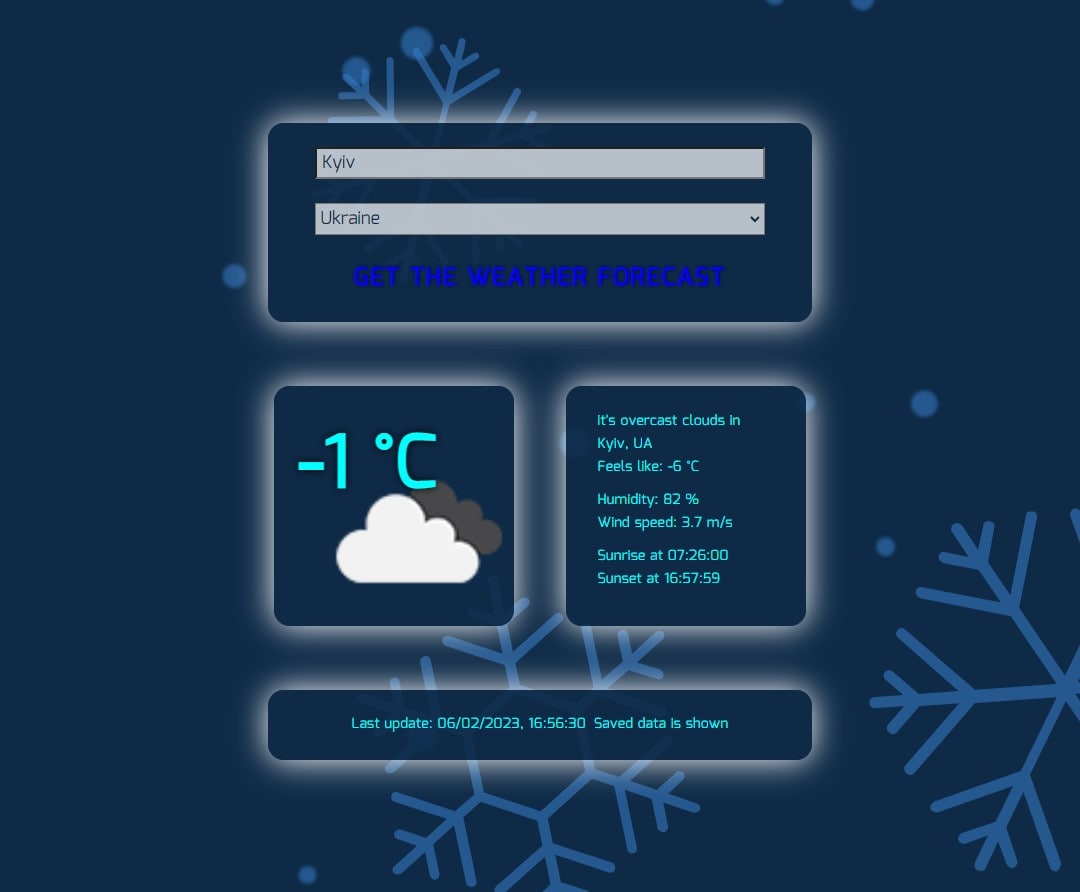 Kyiv
Ukraine
GET THE WEATHER FORECAST
-1 °C
it's overcast clouds in
Kyiv, UA
Feels like: -6 °C
Humidity: 82 %
Wind speed: 3.7 m/s
Sunrise at 07:26:00
Sunset at 16:57:59
Last update: 06/02/2023, 16:56:30 Saved data is shown